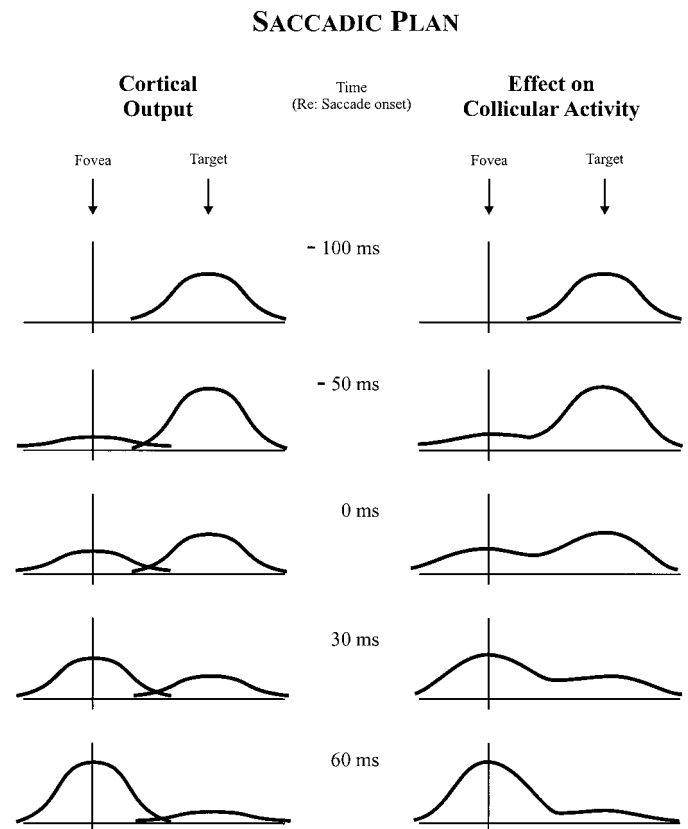 SACCADIC PLAN
Cortical
Output
Time
(Re: Saccade onset)
Effect on
Collicular Activity
Fovea
Target
Fovea
Target
- 100 ms
- 50 ms
0 ms
30 ms
60 ms